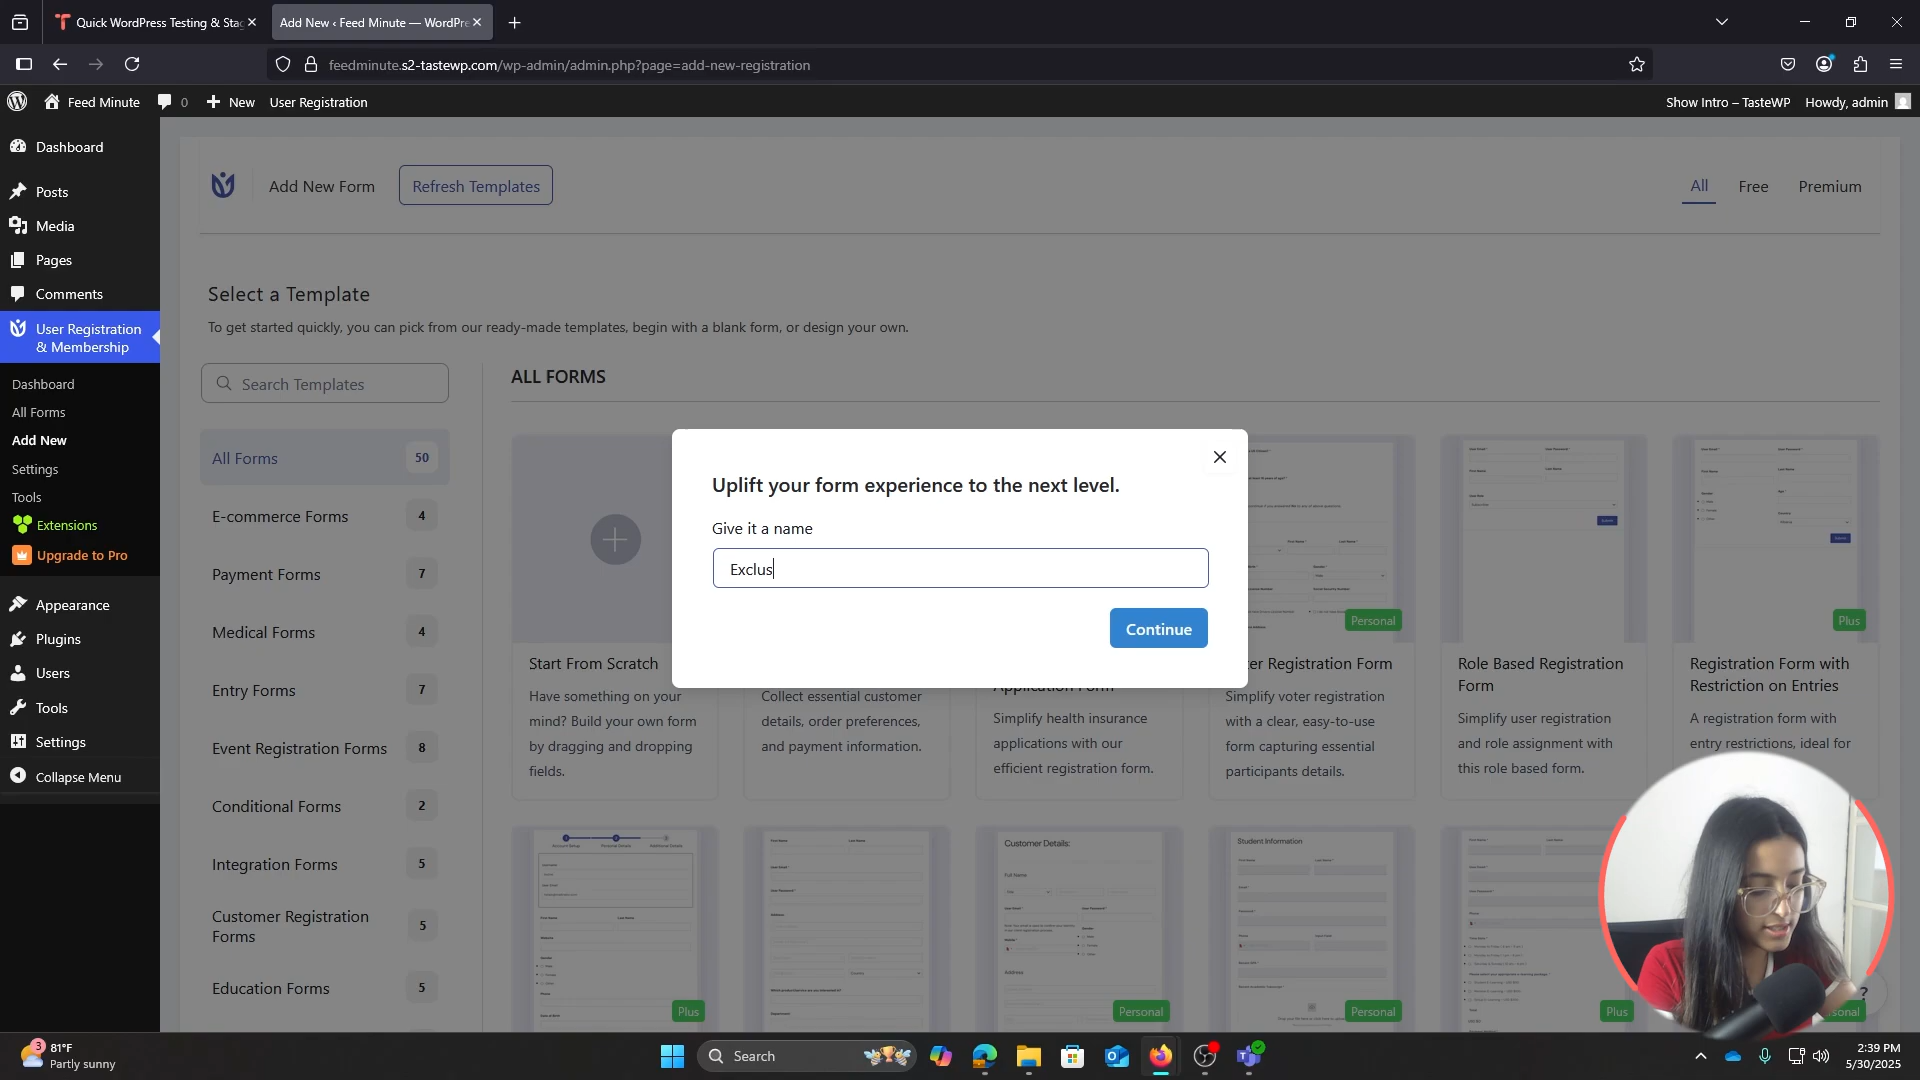 Quick WordPress Testing & Sta
Add New ‹ Feed Minute — WordPre
feedminute.s2-tastewp.com/wp-admin/admin.php?page=add-new-registration
Feed Minute
0
New
User Registration
Show Intro – TasteWP
Howdy, admin
Dashboard
Posts
Media
Pages
Comments
User Registration
& Membership
Dashboard
All Forms
Add New
Settings
Tools
Extensions
Upgrade to Pro
Appearance
Plugins
Users
Tools
Settings
Collapse Menu
Add New Form
Refresh Templates
All
Free
Premium
Select a Template
To get started quickly, you can pick from our ready-made templates, begin with a blank form, or design your own.
Search Templates
All Forms 50
E-commerce Forms 4
Payment Forms 7
Medical Forms 4
Entry Forms 7
Event Registration Forms 8
Conditional Forms 2
Integration Forms 5
Customer Registration
Forms 5
Education Forms 5
ALL FORMS
Uplift your form experience to the next level.
Give it a name
Exclus
Continue
Start From Scratch
Have something on your
mind? Build your own form
by dragging and dropping
fields.
Collect essential customer
details, order preferences,
and payment information.
Application Form
Simplify health insurance
applications with our
efficient registration form.
Personal
er Registration Form
Simplify voter registration
with a clear, easy-to-use
form capturing essential
participants details.
Role Based Registration
Form
Simplify user registration
and role assignment with
this role based form.
Plus
Registration Form with
Restriction on Entries
A registration form with
entry restrictions, ideal for
Plus
Customer Details:
Personal
Student Information
Personal
Plus
sonal
?
3
81°F
Partly sunny
Search
2:39 PM
5/30/2025